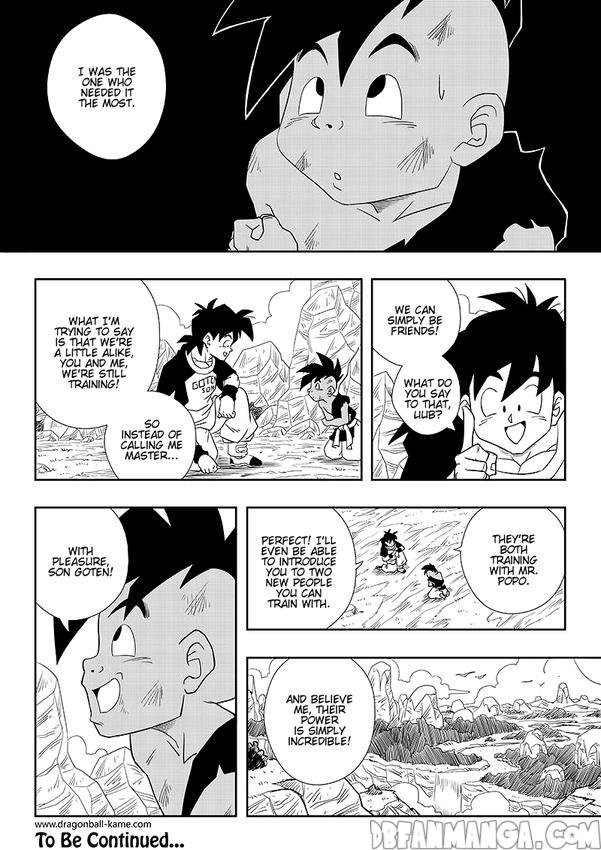 I WAS THE
ONE WHO
NEEDED IT
THE MOST.
WHAT I'M
TRYING TO SAY
IS THAT WE'RE
A LITTLE ALIKE,
YOU AND ME,
WE'RE STILL
TRAINING!
SO
INSTEAD OF
CALLING ME
MASTER...
WE CAN
SIMPLY BE
FRIENDS!
WHAT DO
YOU SAY TO
THAT,
UUB?
WITH
PLEASURE,
SON GOTEN.
PERFECT! I'LL
EVEN BE ABLE
TO INTRODUCE
YOU TO TWO
NEW PEOPLE
YOU CAN
TRAIN WITH.
THEY'RE
BOTH
TRAINING
WITH MR.
POPO.
AND BELIEVE
ME, THEIR
POWER
IS SIMPLY
INCREDIBLE!
www.dragonball-kame.com
To Be Continued...
DBFANMANGA.COM